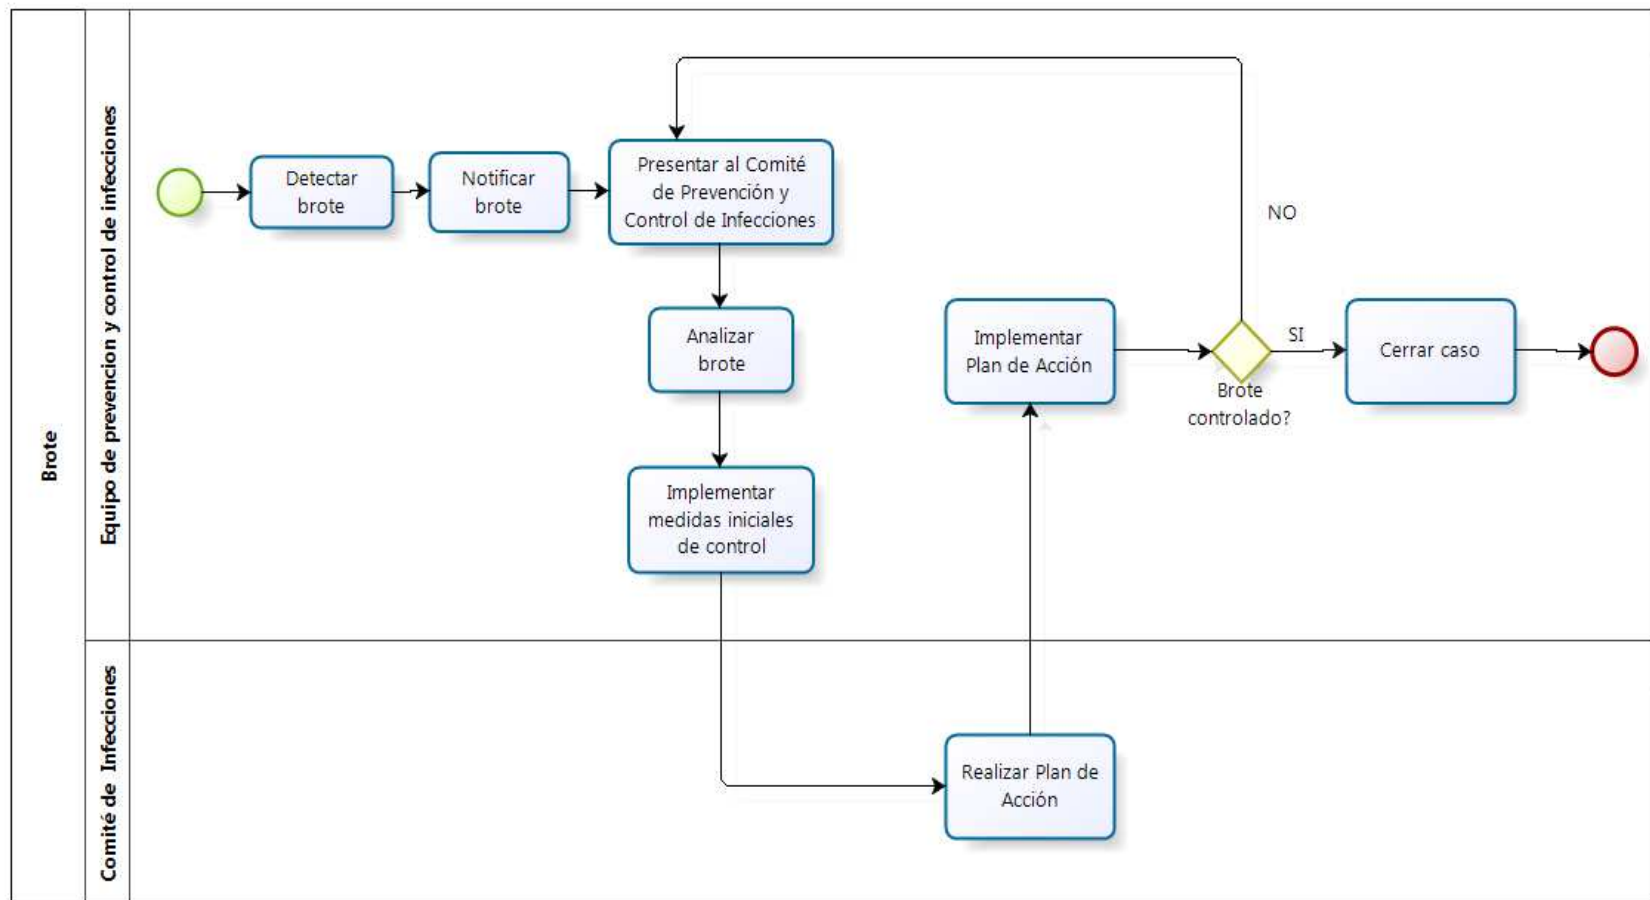 Brote
Equipo de prevencion y control de infecciones
Detectar
brote
Notificar
brote
Presentar al Comité
de Prevención y
Control de Infecciones
Analizar
brote
Implementar
medidas iniciales
de control
Implementar
Plan de Acción
NO
SI
Brote
controlado?
Cerrar caso
Comité de Infecciones
Realizar Plan de
Acción